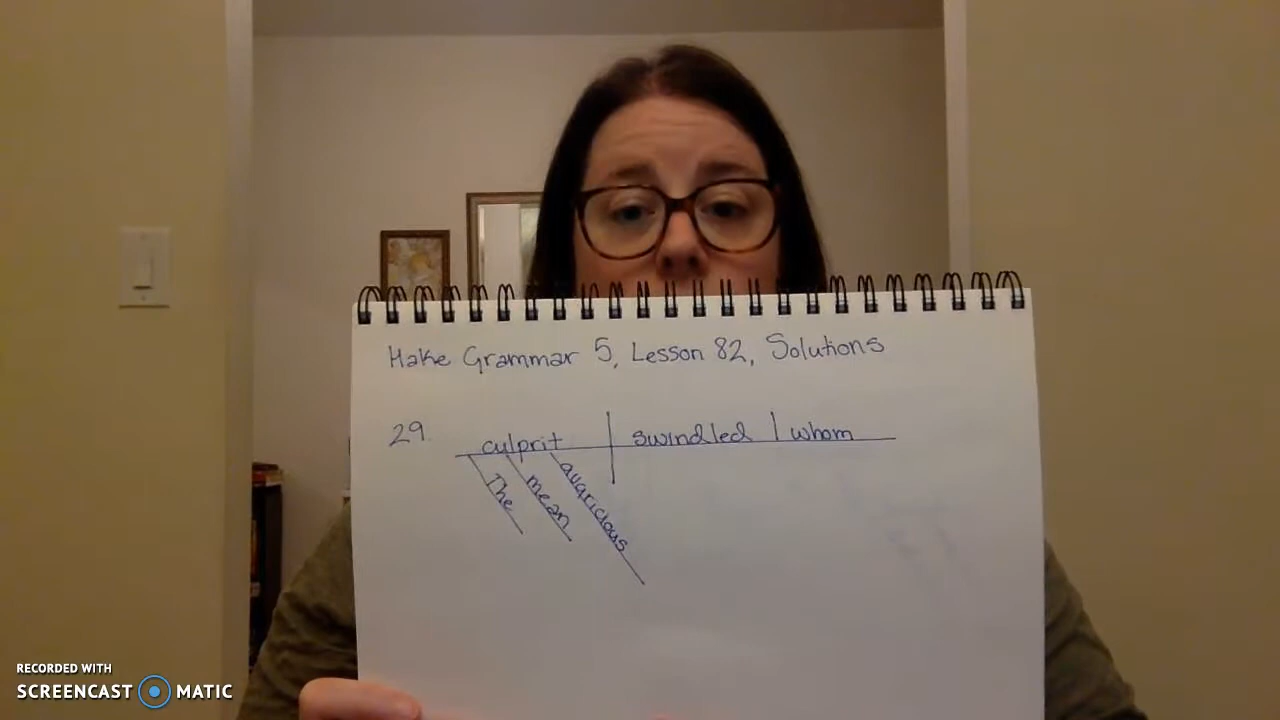 Hake Grammar 5, Lesson 82, Solutions
29. culprit swindled whom
The mean avaricious
RECORDED WITH
SCREENCAST MATIC